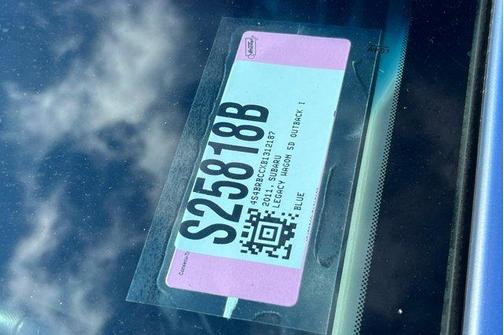 S25818B
4S4BRBCCXB1312187
2011, SUBARU
LEGACY WAGON SD OUTBACK I
BLUE